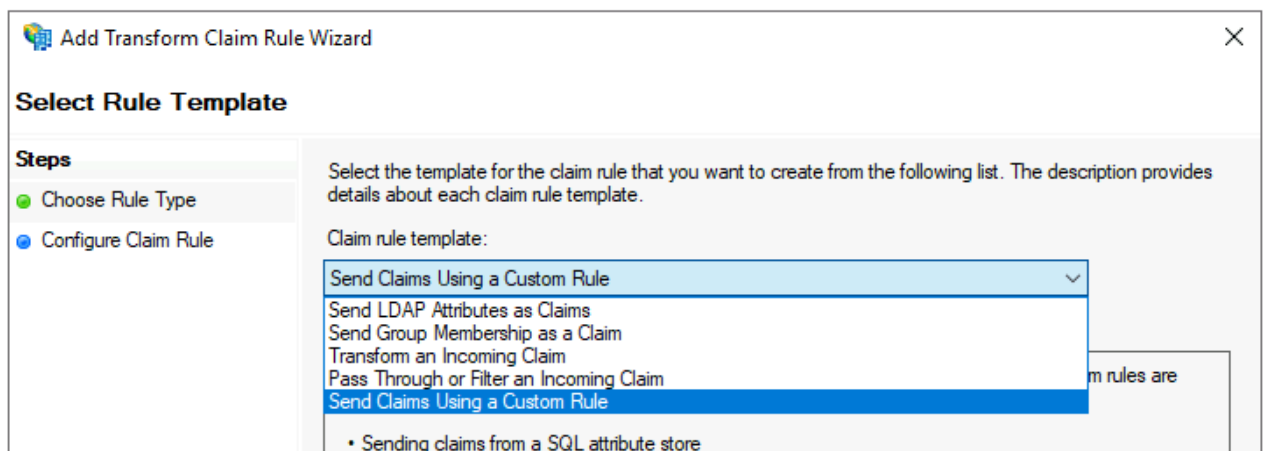 Add Transform Claim Rule Wizard
Select Rule Template
Steps
Choose Rule Type
Configure Claim Rule
Select the template for the claim rule that you want to create from the following list. The description provides
details about each claim rule template.
Claim rule template:
Send Claims Using a Custom Rule
Send LDAP Attributes as Claims
Send Group Membership as a Claim
Transform an Incoming Claim
Pass Through or Filter an Incoming Claim
Send Claims Using a Custom Rule
m rules are
• Sending claims from a SQL attribute store